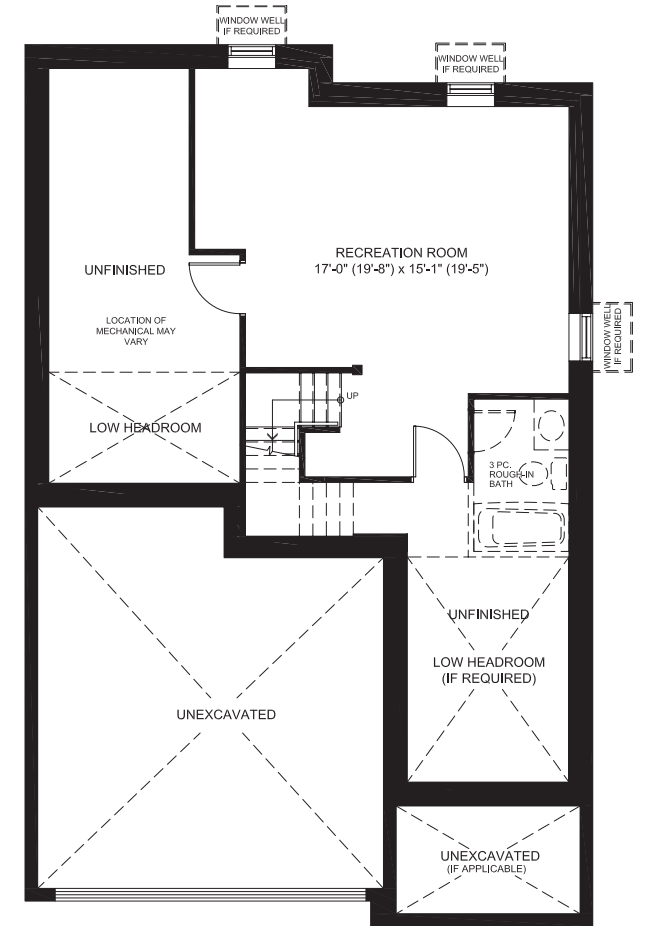 WINDOW WELL
IF REQUIRED
WINDOW WELL
IF REQUIRED
RECREATION ROOM
17'-0" (19'-8") x 15'-1" (19'-5")
UNFINISHED
LOCATION OF
MECHANICAL MAY
VARY
WINDOW WELL
IF REQUIRED
UP
LOW HEADROOM
3 PC.
ROUGH-IN
BATH
UNFINISHED
LOW HEADROOM
(IF REQUIRED)
UNEXCAVATED
UNEXCAVATED
(IF APPLICABLE)